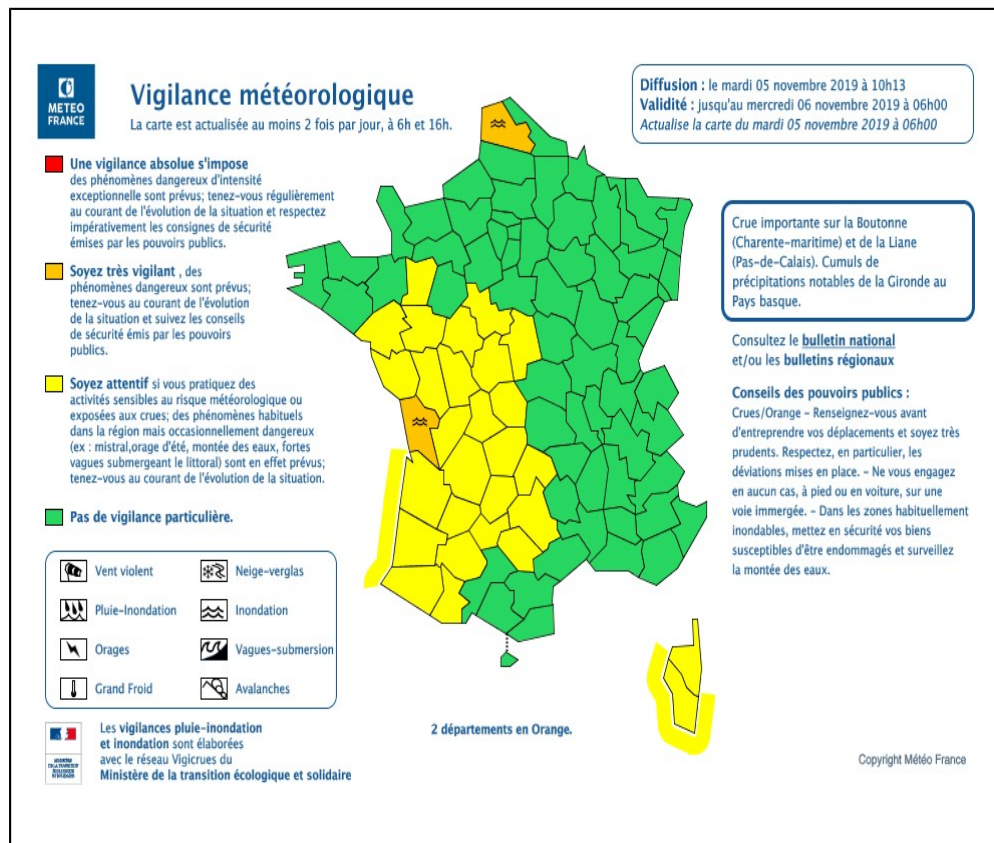 METEO
FRANCE
Vigilance météorologique
La carte est actualisée au moins 2 fois par jour, à 6h et 16h.
Diffusion : le mardi 05 novembre 2019 à 10h13
Validité : jusqu'au mercredi 06 novembre 2019 à 06h00
Actualise la carte du mardi 05 novembre 2019 à 06h00
Une vigilance absolue s'impose
des phénomènes dangereux d'intensité
exceptionnelle sont prévus; tenez-vous régulièrement
au courant de l'évolution de la situation et respectez
impérativement les consignes de sécurité
émises par les pouvoirs publics.
Soyez très vigilant , des
phénomènes dangereux sont prévus;
tenez-vous au courant de l'évolution
de la situation et suivez les conseils
de sécurité émis par les pouvoirs
publics.
Soyez attentif si vous pratiquez des
activités sensibles au risque météorologique ou
exposées aux crues; des phénomènes habituels
dans la région mais occasionnellement dangereux
(ex : mistral,orage d'été, montée des eaux, fortes
vagues submergeant le littoral) sont en effet prévus;
tenez-vous au courant de l'évolution de la situation.
Pas de vigilance particulière.
Vent violent
Neige-verglas
Pluie-Inondation
Inondation
Orages
Vagues-submersion
Grand Froid
Avalanches
Les vigilances pluie-inondation
et inondation sont élaborées
avec le réseau Vigicrues du
Ministère de la transition écologique et solidaire
2 départements en Orange.
Crue importante sur la Boutonne
(Charente-maritime) et de la Liane
(Pas-de-Calais). Cumuls de
précipitations notables de la Gironde au
Pays basque.
Consultez le bulletin national
et/ou les bulletins régionaux
Conseils des pouvoirs publics :
Crues/Orange - Renseignez-vous avant
d'entreprendre vos déplacements et soyez très
prudents. Respectez, en particulier, les
déviations mises en place. - Ne vous engagez
en aucun cas, à pied ou en voiture, sur une
voie immergée. - Dans les zones habituellement
inondables, mettez en sécurité vos biens
susceptibles d'être endommagés et surveillez
la montée des eaux.
Copyright Météo France